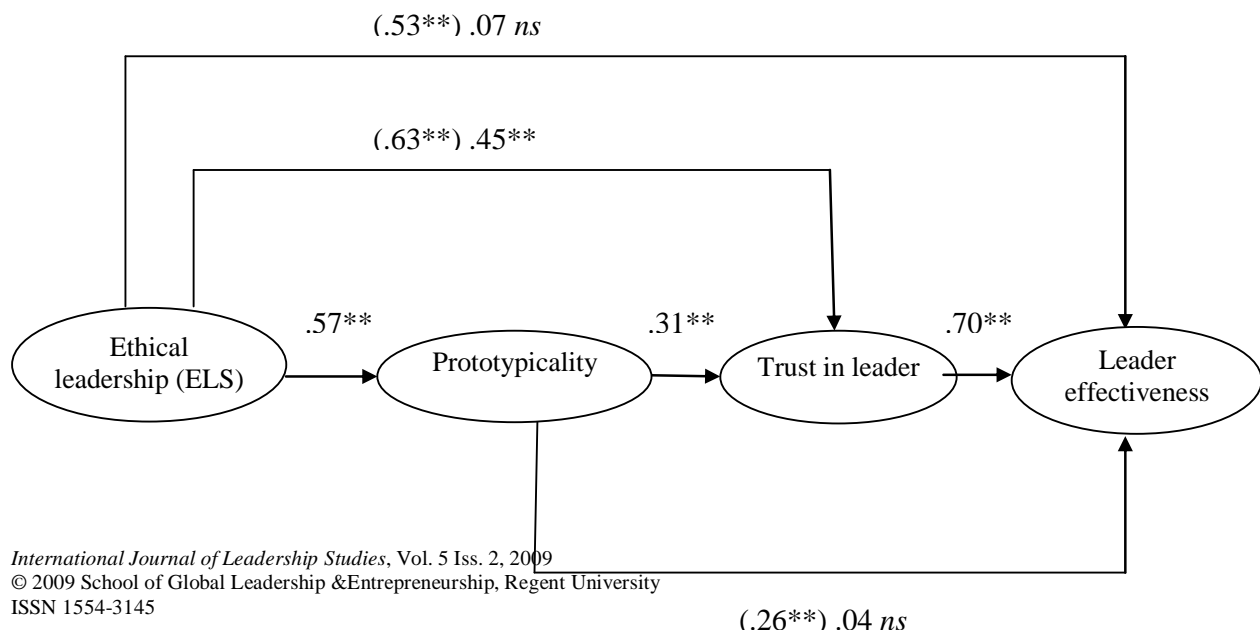 (.53**) .07 ns
(.63**) .45**
.57**
.31**
.70**
Ethical
leadership (ELS)
Prototypicality
Trust in leader
Leader
effectiveness
International Journal of Leadership Studies, Vol. 5 Iss. 2, 2009
© 2009 School of Global Leadership &Entrepreneurship, Regent University
ISSN 1554-3145
(.26**) .04 ns